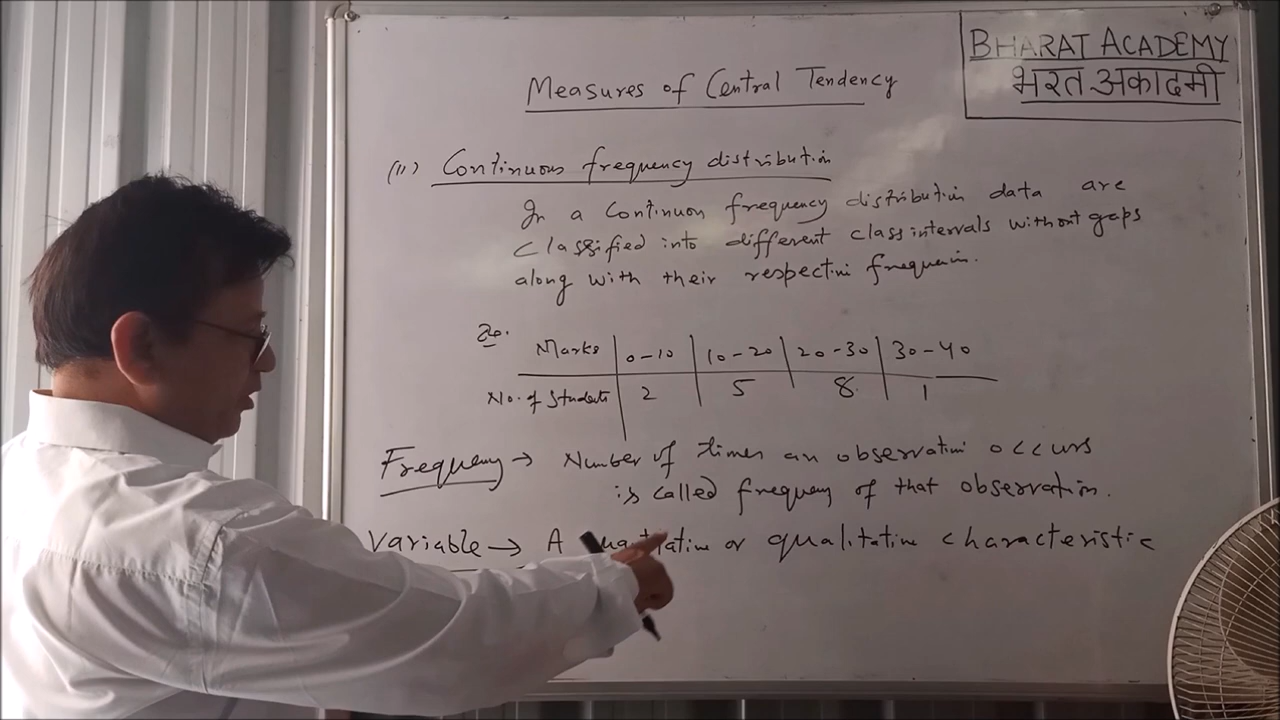 BHARAT ACADEMY
भरत अकादमी
Measures of Central Tendency
(ii) Continuous frequency distribution
In a Continuous frequency distribution data are
Classified into different class intervals without gaps
along with their respective frequencies.
Ex.
Marks 0-10 10-20 20-30 30-40
No. of Students 2 5 8 1
Frequency → Number of times an observation occurs
is called frequency of that observation.
Variable → A or qualitative characteristic